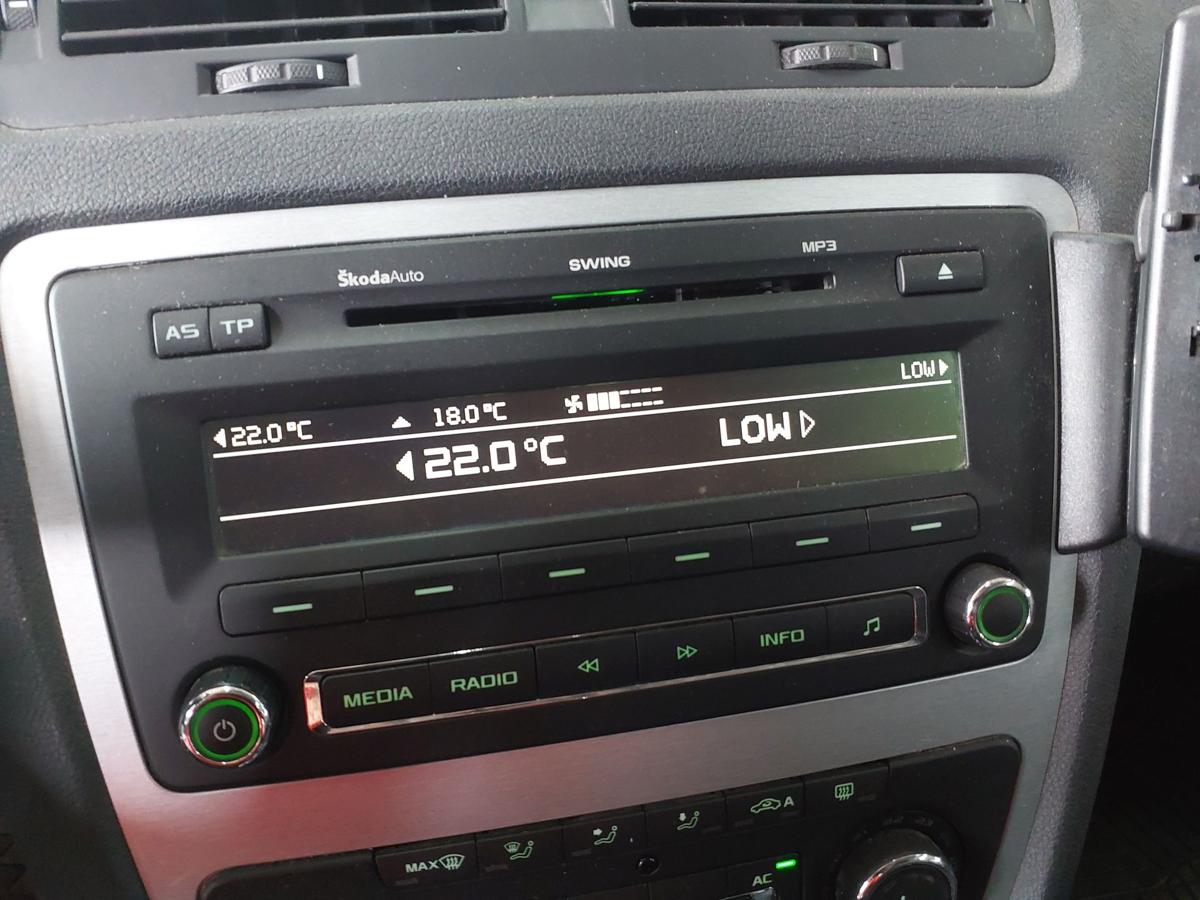 ŠkodaAuto
SWING
MP3
AS TP
22.0°C 18.0°C LOW
22.0°C LOW
MEDIA RADIO INFO
MAX A
AC